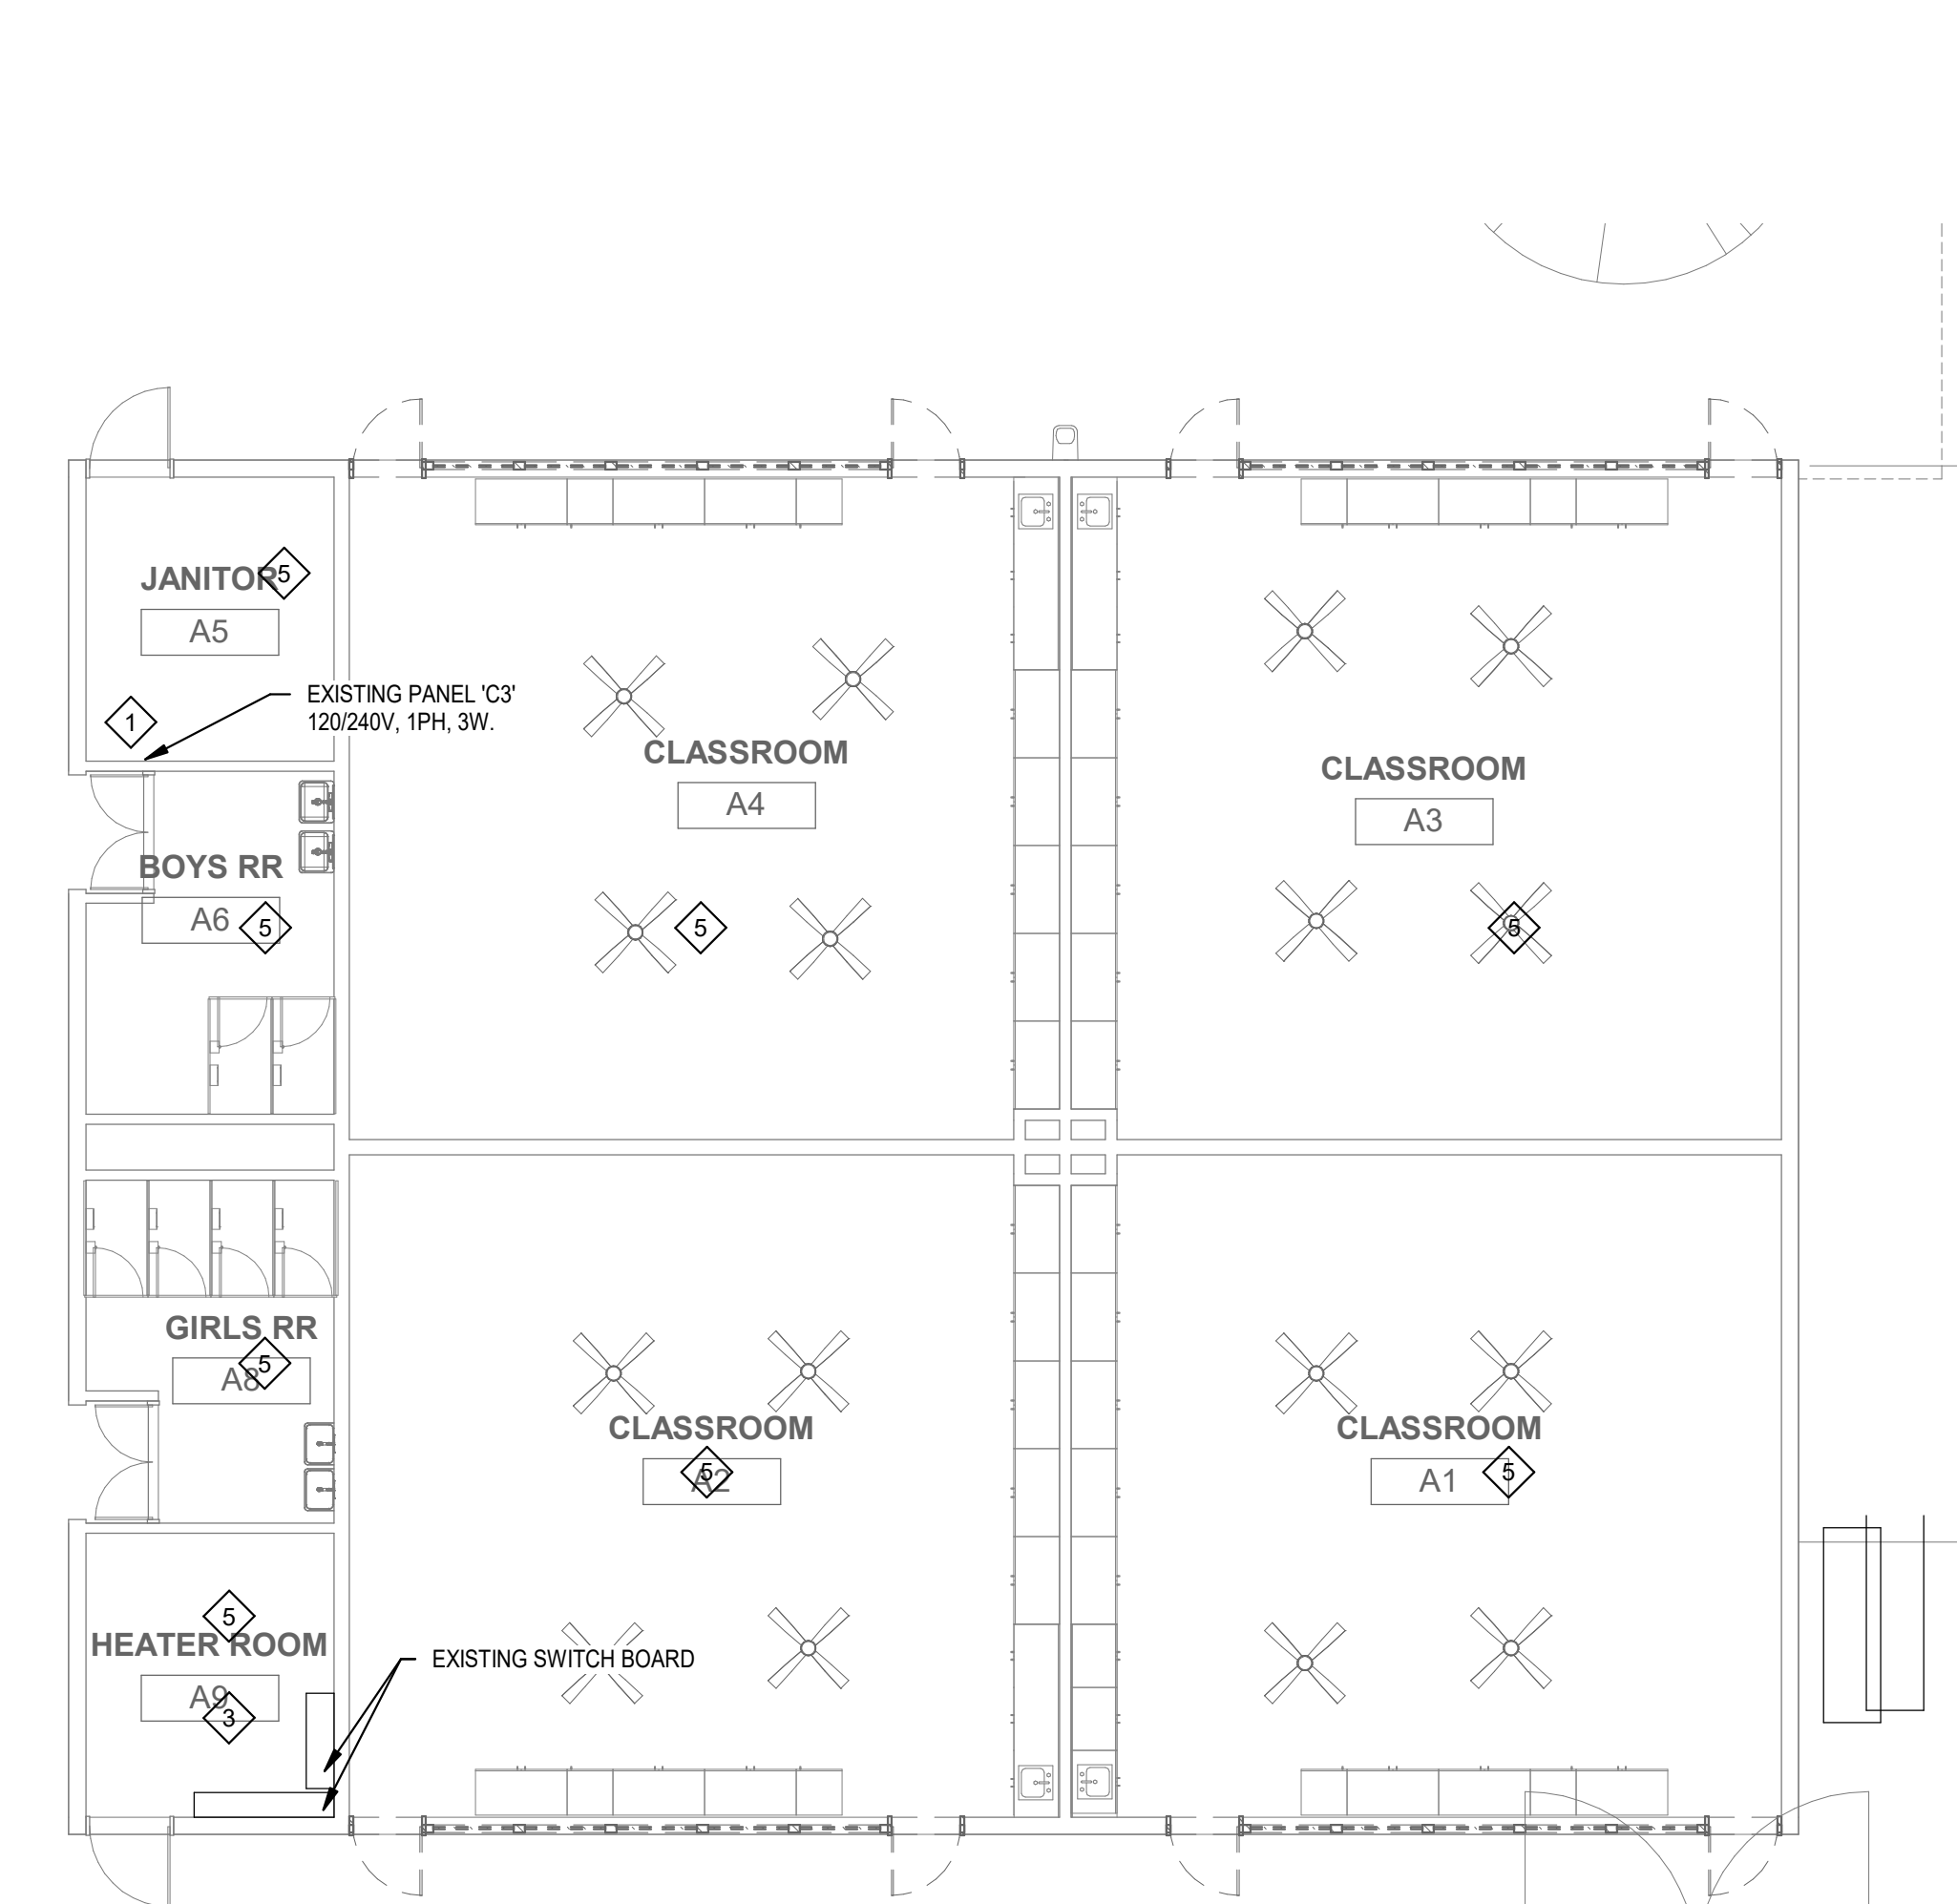 JANITOR
5
A5
EXISTING PANEL 'C3'
120/240V, 1PH, 3W.
1
CLASSROOM
A4
CLASSROOM
A3
BOYS RR
A6
5
5
5
GIRLS RR
5
A8
CLASSROOM
5
A2
CLASSROOM
5
A1
5
HEATER ROOM
A9
3
EXISTING SWITCH BOARD